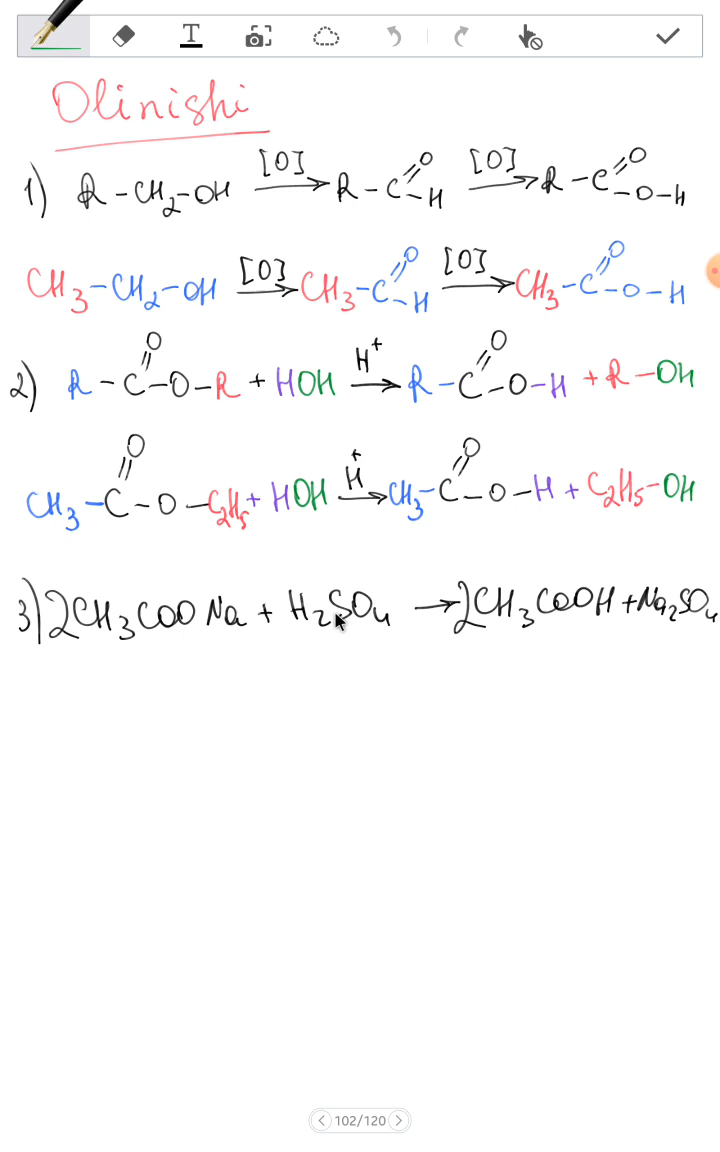 T
Olinishi
1) R-CH₂-OH [O]→ R-C(=O)-H [O]→ R-C(=O)-O-H
CH₃-CH₂-OH [O]→ CH₃-C(=O)-H [O]→ CH₃-C(=O)-O-H
2) R-C(=O)-O-R + HOH H⁺→ R-C(=O)-O-H + R-OH
CH₃-C(=O)-O-C₂H₅ + HOH H⁺→ CH₃-C(=O)-O-H + C₂H₅-OH
3) 2CH₃COONa + H₂SO₄ → 2CH₃COOH + Na₂SO₄
102/120